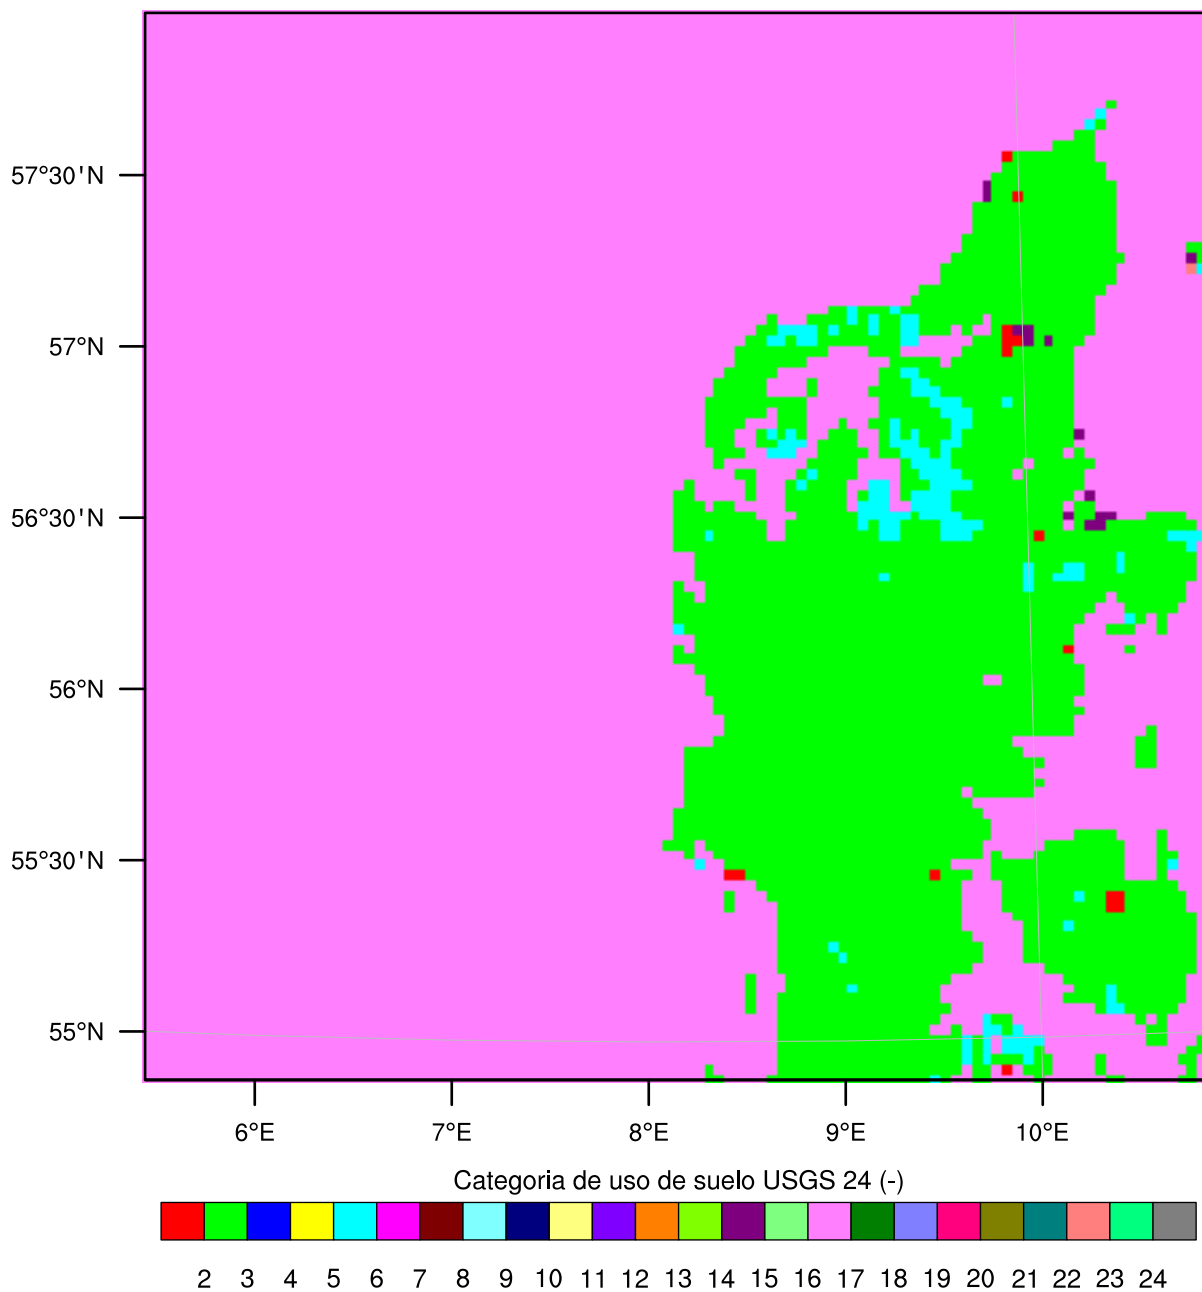 57°30'N
57°N
56°30'N
56°N
55°30'N
55°N
6°E 7°E 8°E 9°E 10°E
Categoria de uso de suelo USGS 24 (-)
2 3 4 5 6 7 8 9 10 11 12 13 14 15 16 17 18 19 20 21 22 23 24